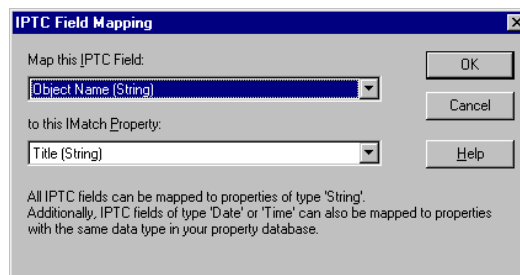 IPTC Field Mapping
Map this IPTC Field:
Object Name (String)
to this IMatch Property:
Title (String)
OK
Cancel
Help
All IPTC fields can be mapped to properties of type 'String'.
Additionally, IPTC fields of type 'Date' or 'Time' can also be mapped to properties
with the same data type in your property database.